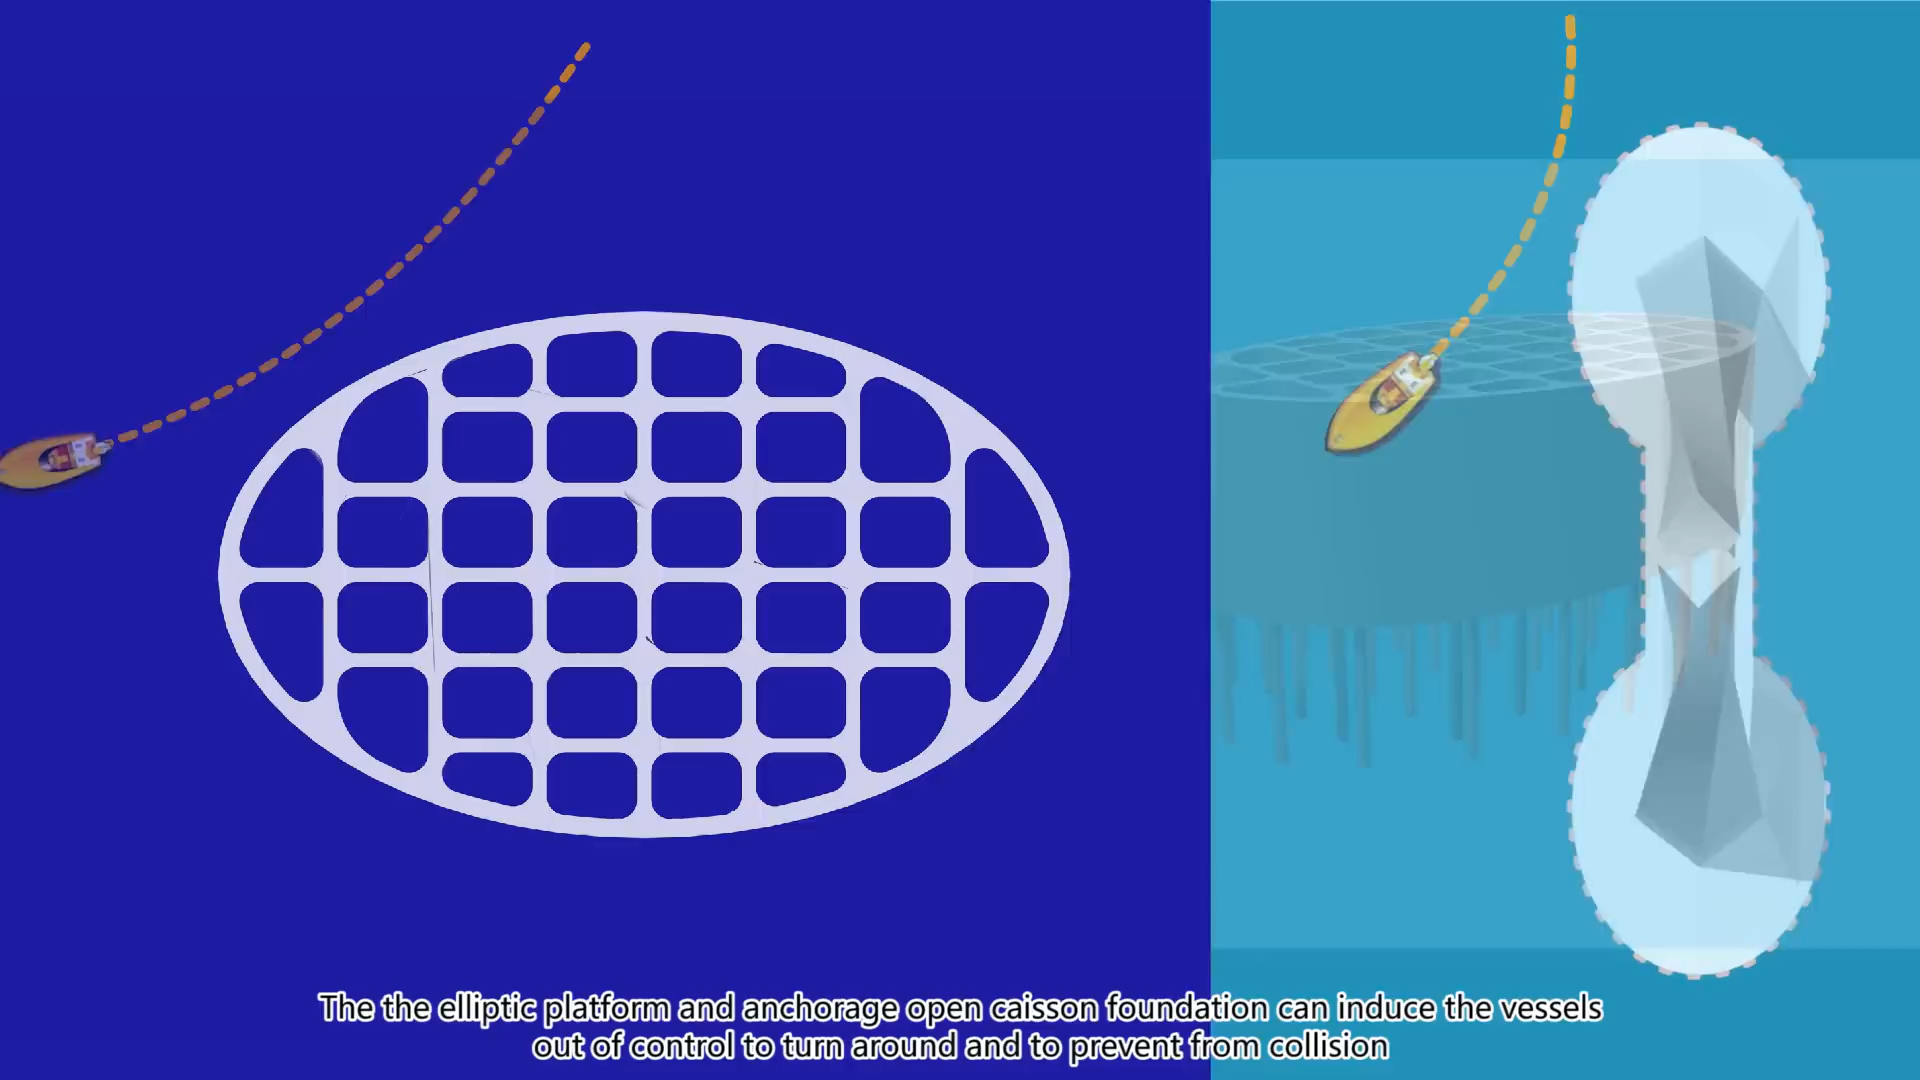 The the elliptic platform and anchorage open caisson foundation can induce the vessels
out of control to turn around and to prevent from collision